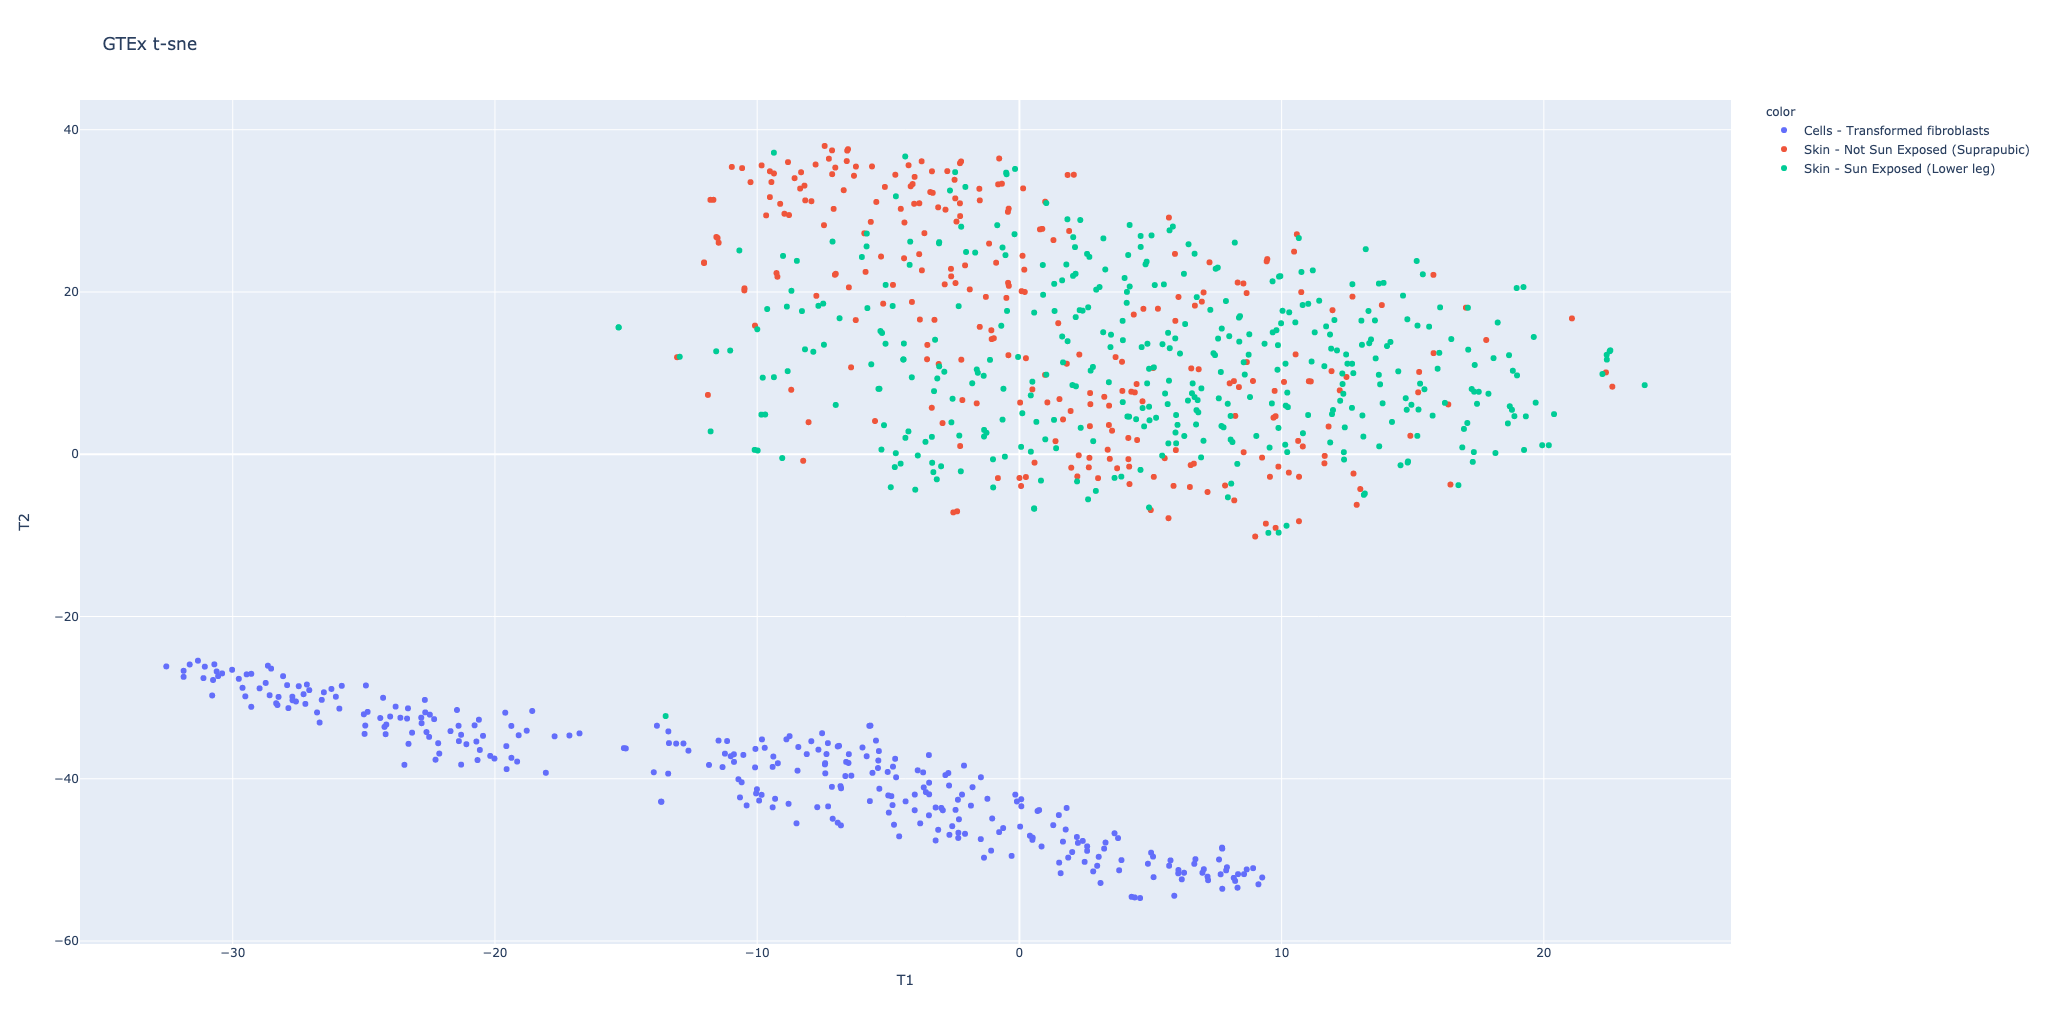 GTEx t-sne
color
Cells - Transformed fibroblasts
Skin - Not Sun Exposed (Suprapubic)
Skin - Sun Exposed (Lower leg)
40
20
0
−20
−40
−60
T2
−30
−20
−10
0
10
20
T1